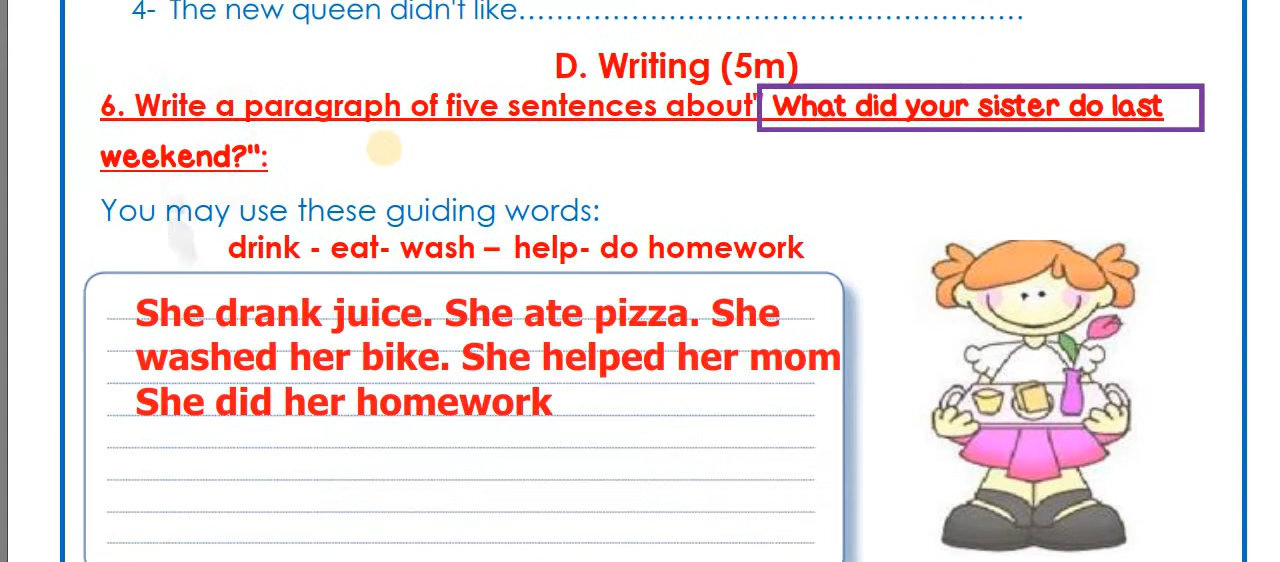 4- The new queen didn't like......................................................
D. Writing (5m)
6. Write a paragraph of five sentences about" What did your sister do last
weekend?":
You may use these guiding words:
drink - eat- wash – help- do homework
She drank juice. She ate pizza. She
washed her bike. She helped her mom
She did her homework